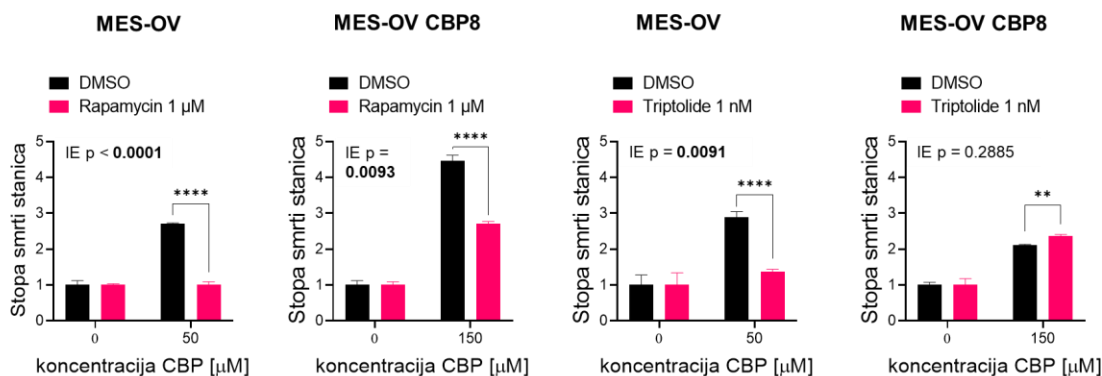 MES-OV
DMSO
Rapamycin 1 µM
IE p < 0.0001
****
Stopa smrti stanica
5
4
3
2
1
0
0
50
koncentracija CBP [µM]
MES-OV CBP8
DMSO
Rapamycin 1 µM
IE p =
0.0093
****
Stopa smrti stanica
5
4
3
2
1
0
0
150
koncentracija CBP [µM]
MES-OV
DMSO
Triptolide 1 nM
IE p = 0.0091
****
Stopa smrti stanica
5
4
3
2
1
0
0
50
koncentracija CBP [µM]
MES-OV CBP8
DMSO
Triptolide 1 nM
IE p = 0.2885
**
Stopa smrti stanica
5
4
3
2
1
0
0
150
koncentracija CBP [µM]